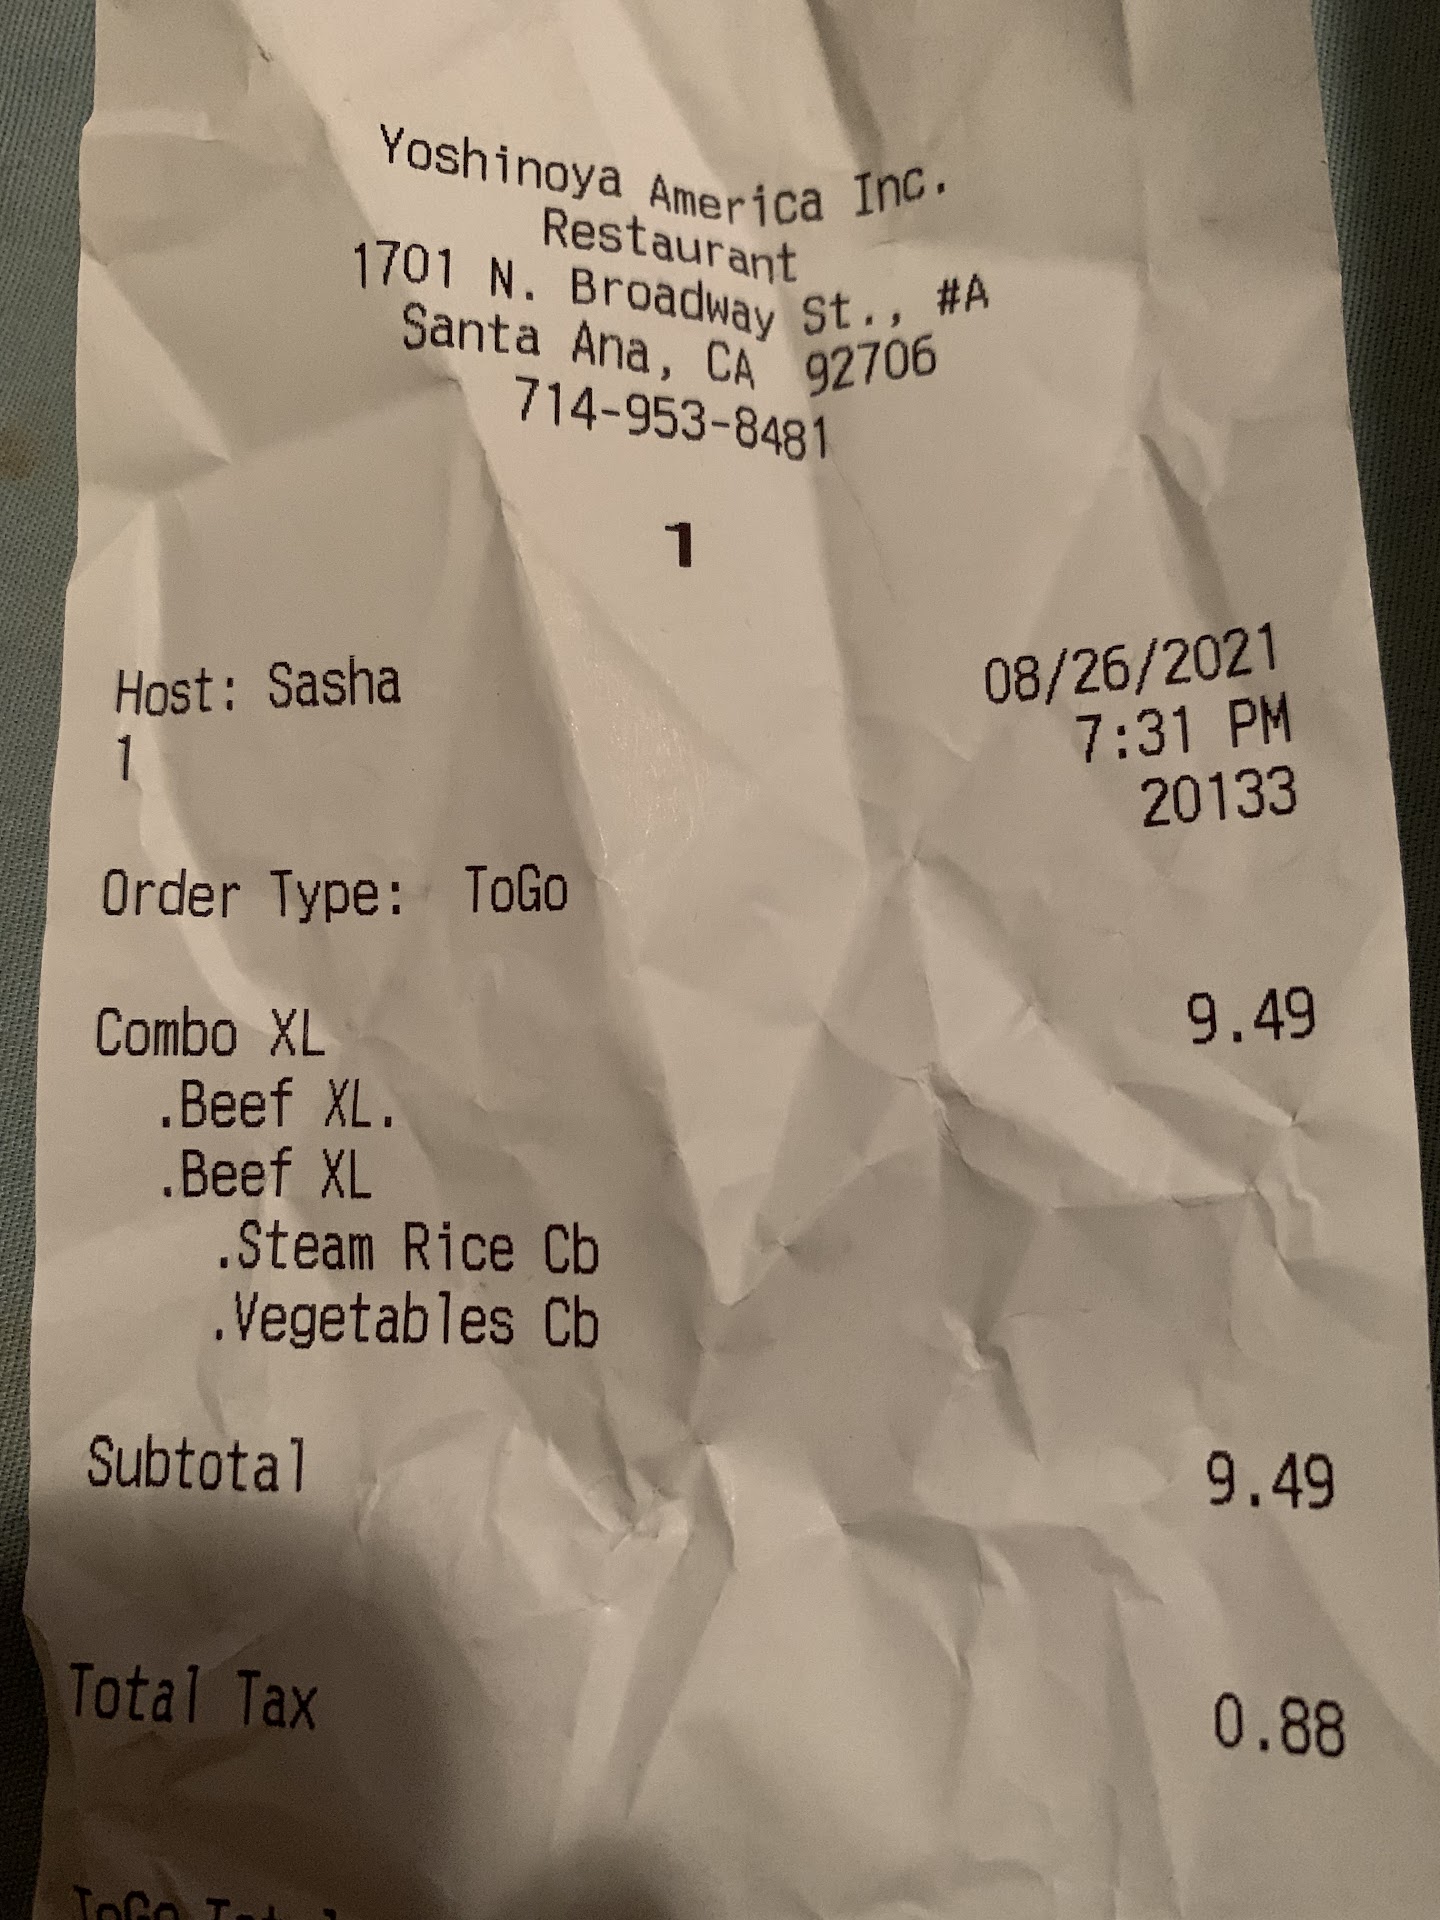 Yoshinoya America Inc.
Restaurant
1701 N. Broadway St., #A
Santa Ana, CA 92706
714-953-8481
1
Host: Sasha 08/26/2021
1 7:31 PM
20133
Order Type: ToGo
Combo XL 9.49
.Beef XL.
.Beef XL
.Steam Rice Cb
.Vegetables Cb
Subtotal 9.49
Total Tax 0.88
ToGo Total